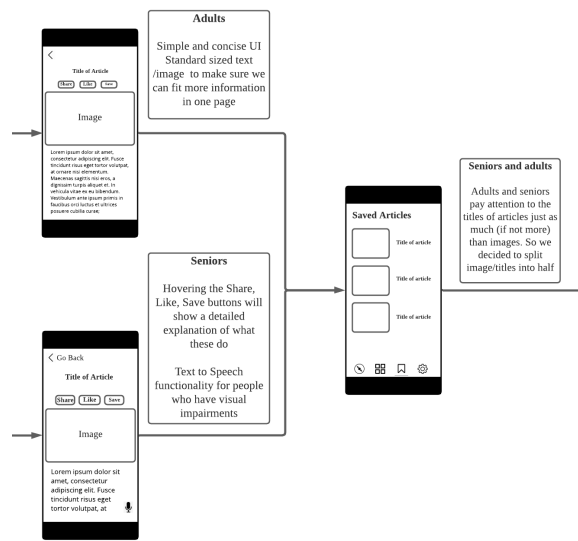 Title of Article
Share Like Save
Image
Lorem ipsum dolor sit amet,
consectetur adipiscing elit. Fusce
tincidunt risus eget tortor volutpat,
at ornare nisi elementum.
Maecenas sagittis nisi eros, a
dignissim turpis aliquet et. In
vehicula vitae ex eu bibendum.
Vestibulum ante ipsum primis in
faucibus orci luctus et ultrices
posuere cubilia curae;
Adults
Simple and concise UI
Standard sized text
/image to make sure we
can fit more information
in one page
Go Back
Title of Article
Share Like Save
Image
Lorem ipsum dolor sit
amet, consectetur
adipiscing elit. Fusce
tincidunt risus eget
tortor volutpat, at
Seniors
Hovering the Share,
Like, Save buttons will
show a detailed
explanation of what
these do
Text to Speech
functionality for people
who have visual
impairments
Saved Articles
Title of article
Title of article
Title of article
Seniors and adults
Adults and seniors
pay attention to the
titles of articles just as
much (if not more)
than images. So we
decided to split
image/titles into half